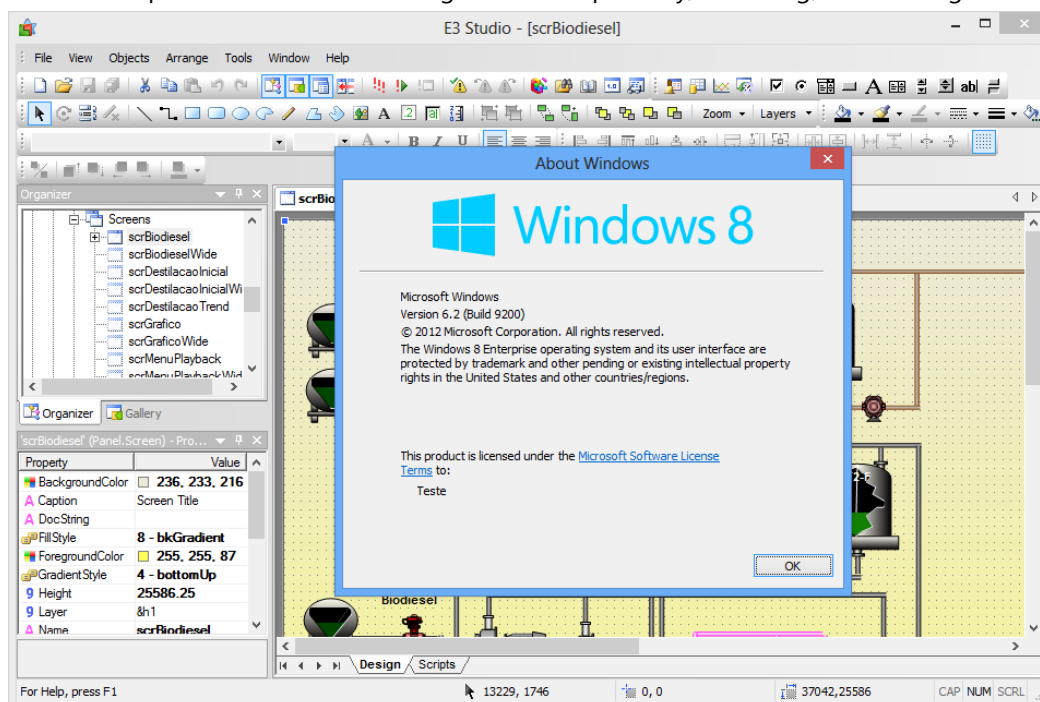 E3 Studio - [scrBiodiesel]
File View Objects Arrange Tools Window Help
Zoom Layers
A B I U
Organizer
scrBio
Screens
scrBiodiesel
scrBiodieselWide
scrDestilacaoInicial
scrDestilacaoInicialWi
scrDestilacaoTrend
scrGrafico
scrGraficoWide
scrMenuPlayback
scrMenuPlaybackWid
Organizer Gallery
'scrBiodiesel' (Panel.Screen) - Pro...
Property Value
BackgroundColor 236, 233, 216
Caption Screen Title
DocString
FillStyle 8 - bkGradient
ForegroundColor 255, 255, 87
GradientStyle 4 - bottomUp
Height 25586.25
Layer &h1
Name scrBiodiesel
About Windows
Windows 8
Microsoft Windows
Version 6.2 (Build 9200)
© 2012 Microsoft Corporation. All rights reserved.
The Windows 8 Enterprise operating system and its user interface are
protected by trademark and other pending or existing intellectual property
rights in the United States and other countries/regions.
This product is licensed under the Microsoft Software License
Terms to:
Teste
OK
Biodiesel
Design Scripts
For Help, press F1
13229, 1746 0, 0 37042,25586 CAP NUM SCRL